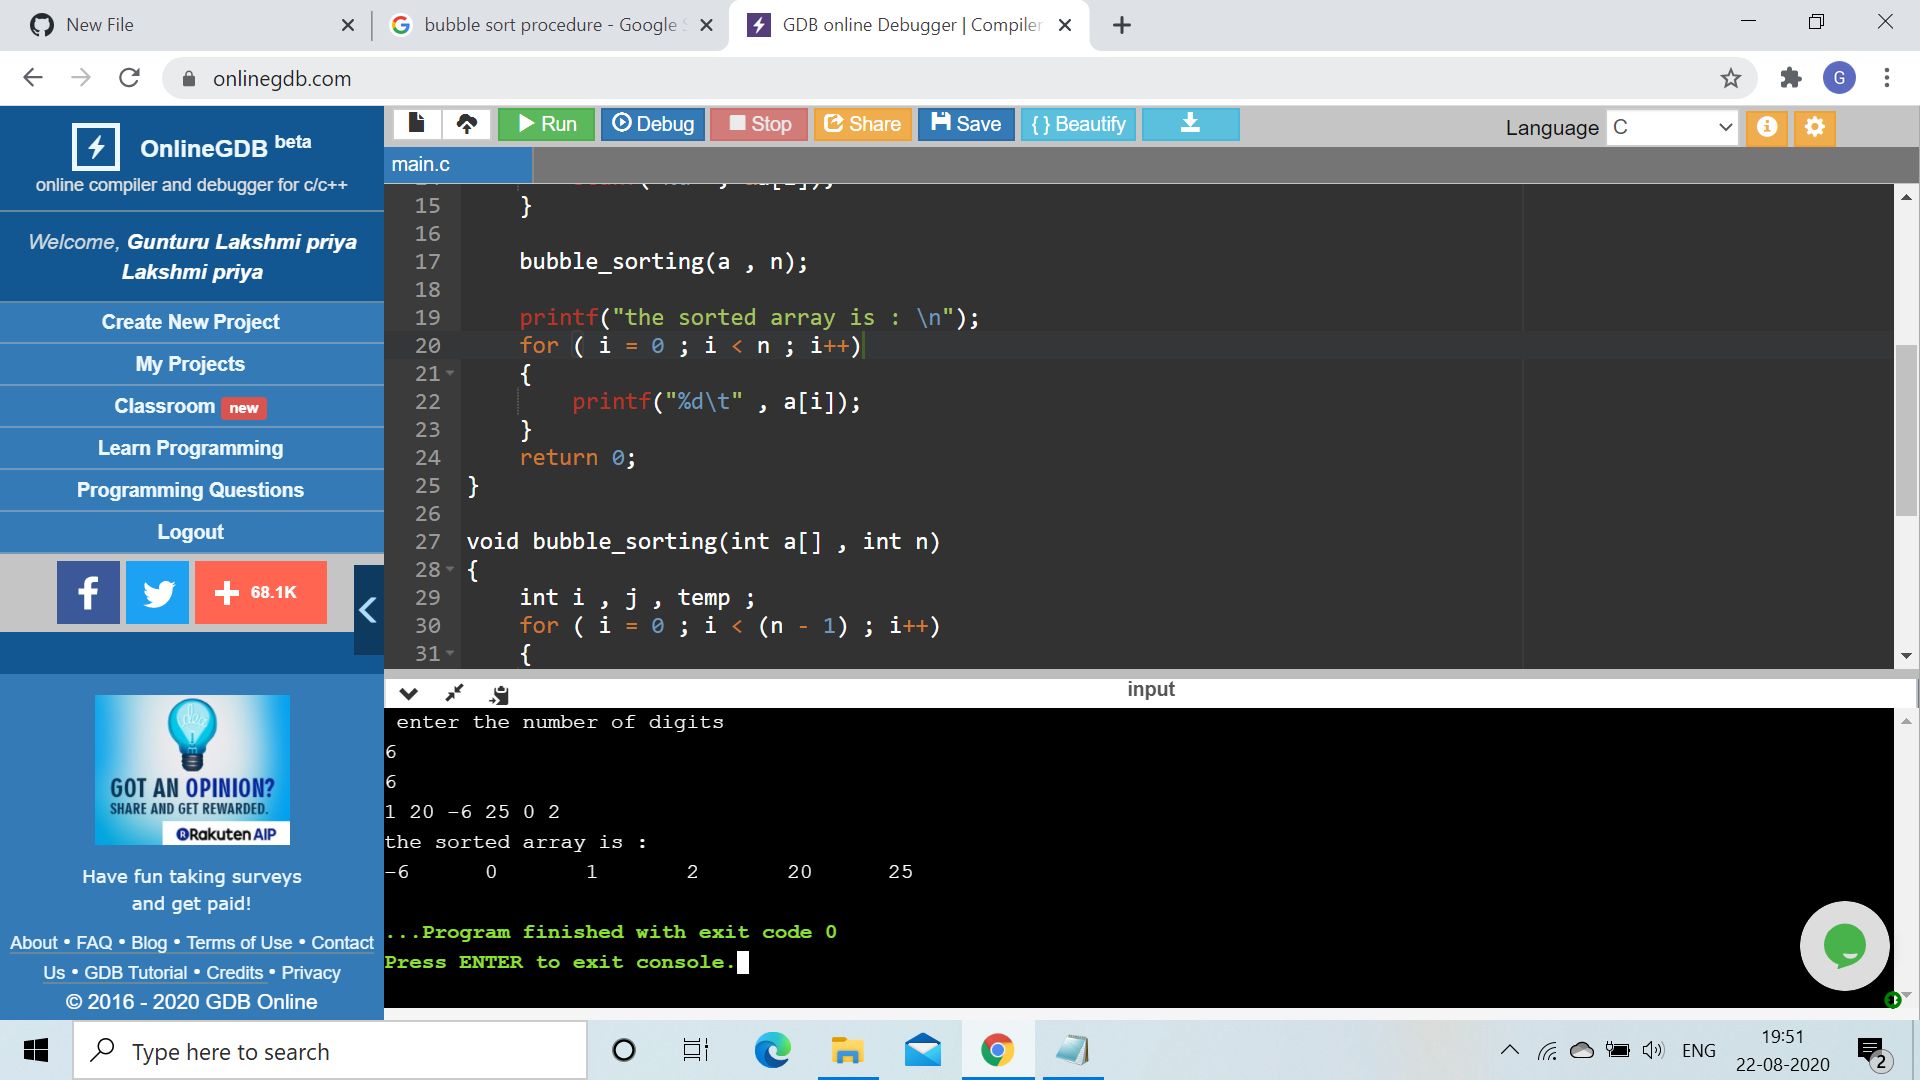 New File
bubble sort procedure - Google
GDB online Debugger | Compiler
onlinegdb.com
G
OnlineGDB beta
online compiler and debugger for c/c++
Welcome, Gunturu Lakshmi priya
Lakshmi priya
Create New Project
My Projects
Classroom new
Learn Programming
Programming Questions
Logout
68.1K
GOT AN OPINION?
SHARE AND GET REWARDED.
Rakuten AIP
Have fun taking surveys
and get paid!
About • FAQ • Blog • Terms of Use • Contact
Us • GDB Tutorial • Credits • Privacy
© 2016 - 2020 GDB Online
Run
Debug
Stop
Share
Save
{ } Beautify
Language C
main.c
15 }
16
17 bubble_sorting(a , n);
18
19 printf("the sorted array is : \n");
20 for ( i = 0 ; i < n ; i++)
21 {
22 printf("%d\t" , a[i]);
23 }
24 return 0;
25 }
26
27 void bubble_sorting(int a[] , int n)
28 {
29 int i , j , temp ;
30 for ( i = 0 ; i < (n - 1) ; i++)
31 {
input
enter the number of digits
6
6
1 20 -6 25 0 2
the sorted array is :
-6 0 1 2 20 25
...Program finished with exit code 0
Press ENTER to exit console.
Type here to search
ENG
19:51
22-08-2020
2